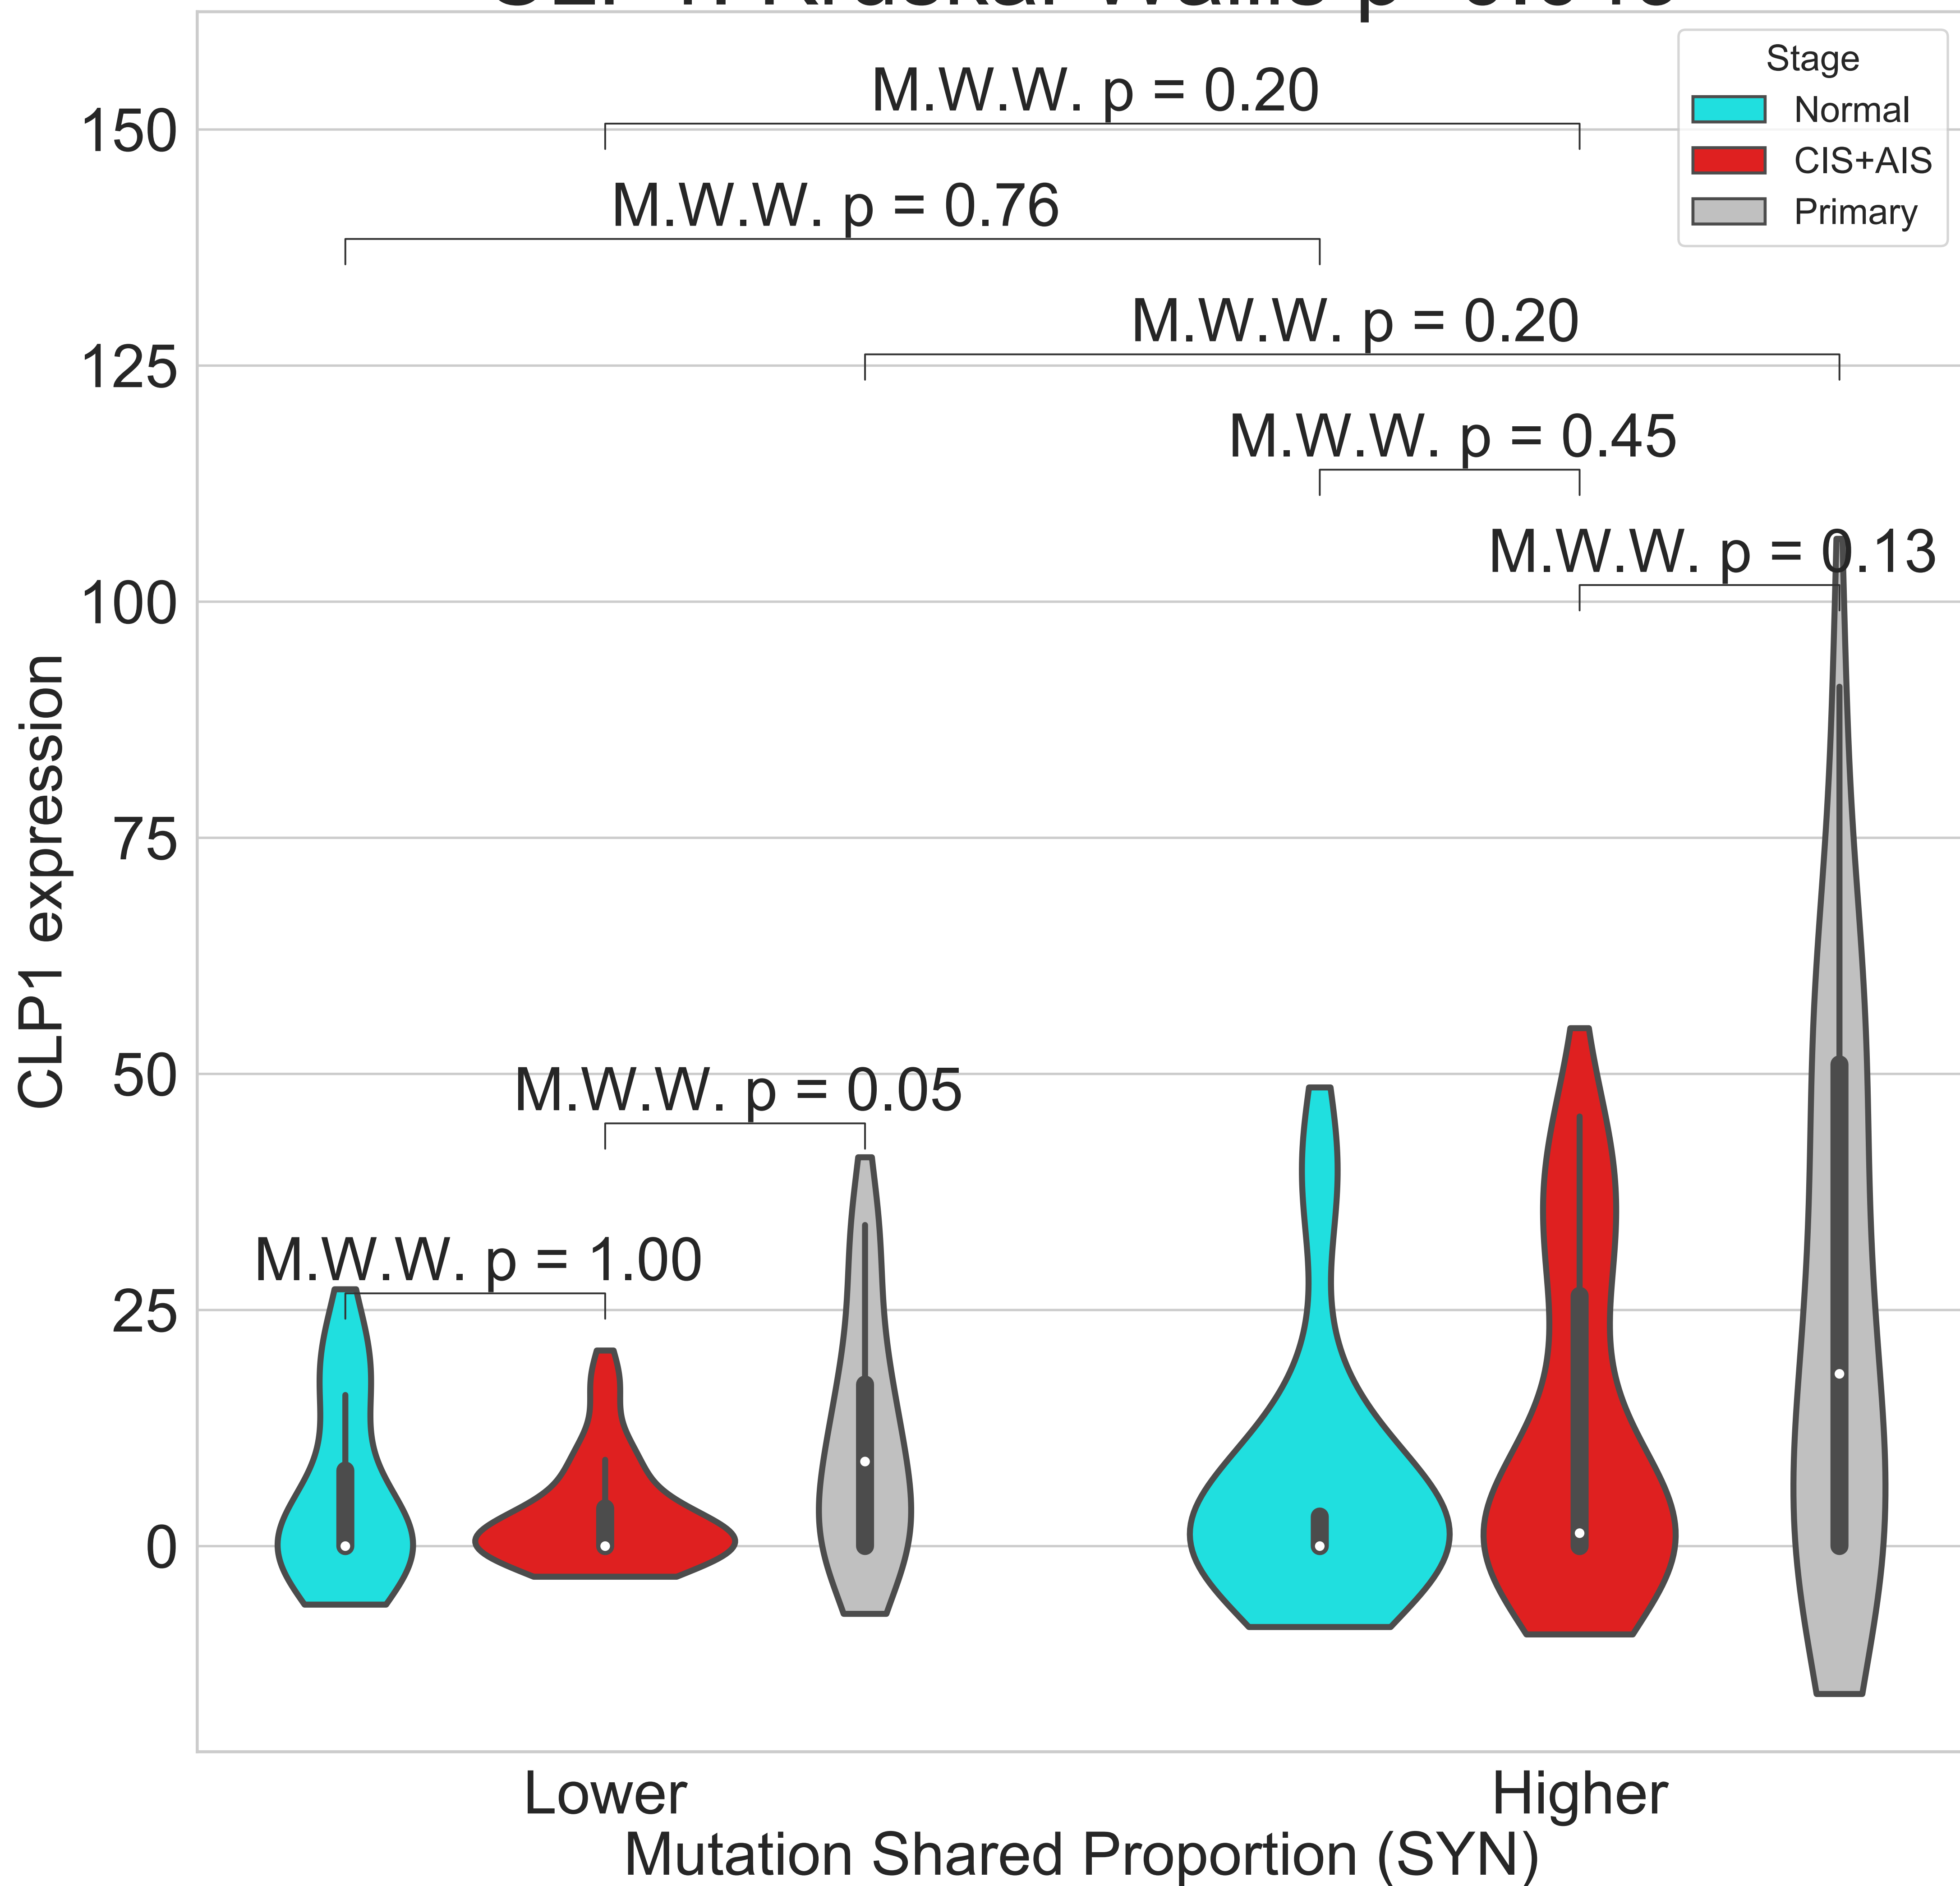 Stage
Normal
CIS+AIS
Primary
M.W.W. p = 0.20
M.W.W. p = 0.76
M.W.W. p = 0.20
M.W.W. p = 0.45
M.W.W. p = 0.13
M.W.W. p = 0.05
M.W.W. p = 1.00
150
125
100
75
50
25
0
CLP1 expression
Lower
Higher
Mutation Shared Proportion (SYN)